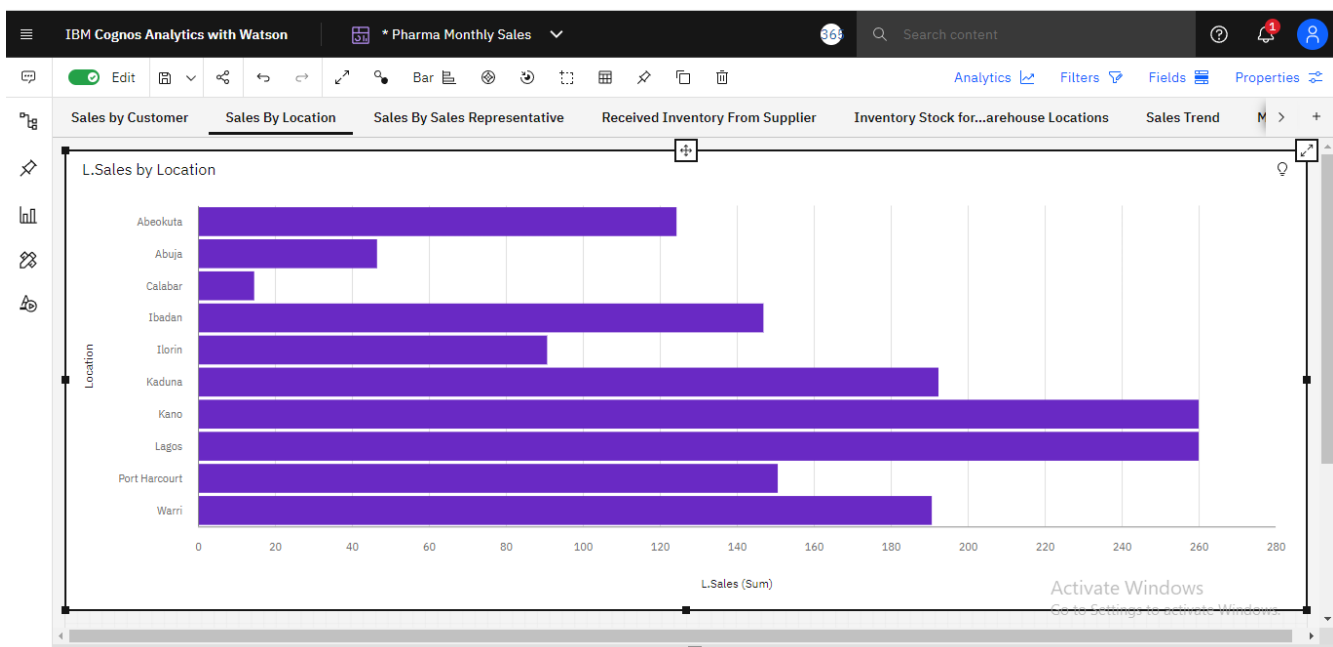 IBM Cognos Analytics with Watson
* Pharma Monthly Sales
365
Search content
1
Edit
Bar
Analytics
Filters
Fields
Properties
Sales by Customer
Sales By Location
Sales By Sales Representative
Received Inventory From Supplier
Inventory Stock for...arehouse Locations
Sales Trend
L.Sales by Location
Location
Abeokuta
Abuja
Calabar
Ibadan
Ilorin
Kaduna
Kano
Lagos
Port Harcourt
Warri
0 20 40 60 80 100 120 140 160 180 200 220 240 260 280
L.Sales (Sum)
Activate Windows
Go to Settings to activate Windows.